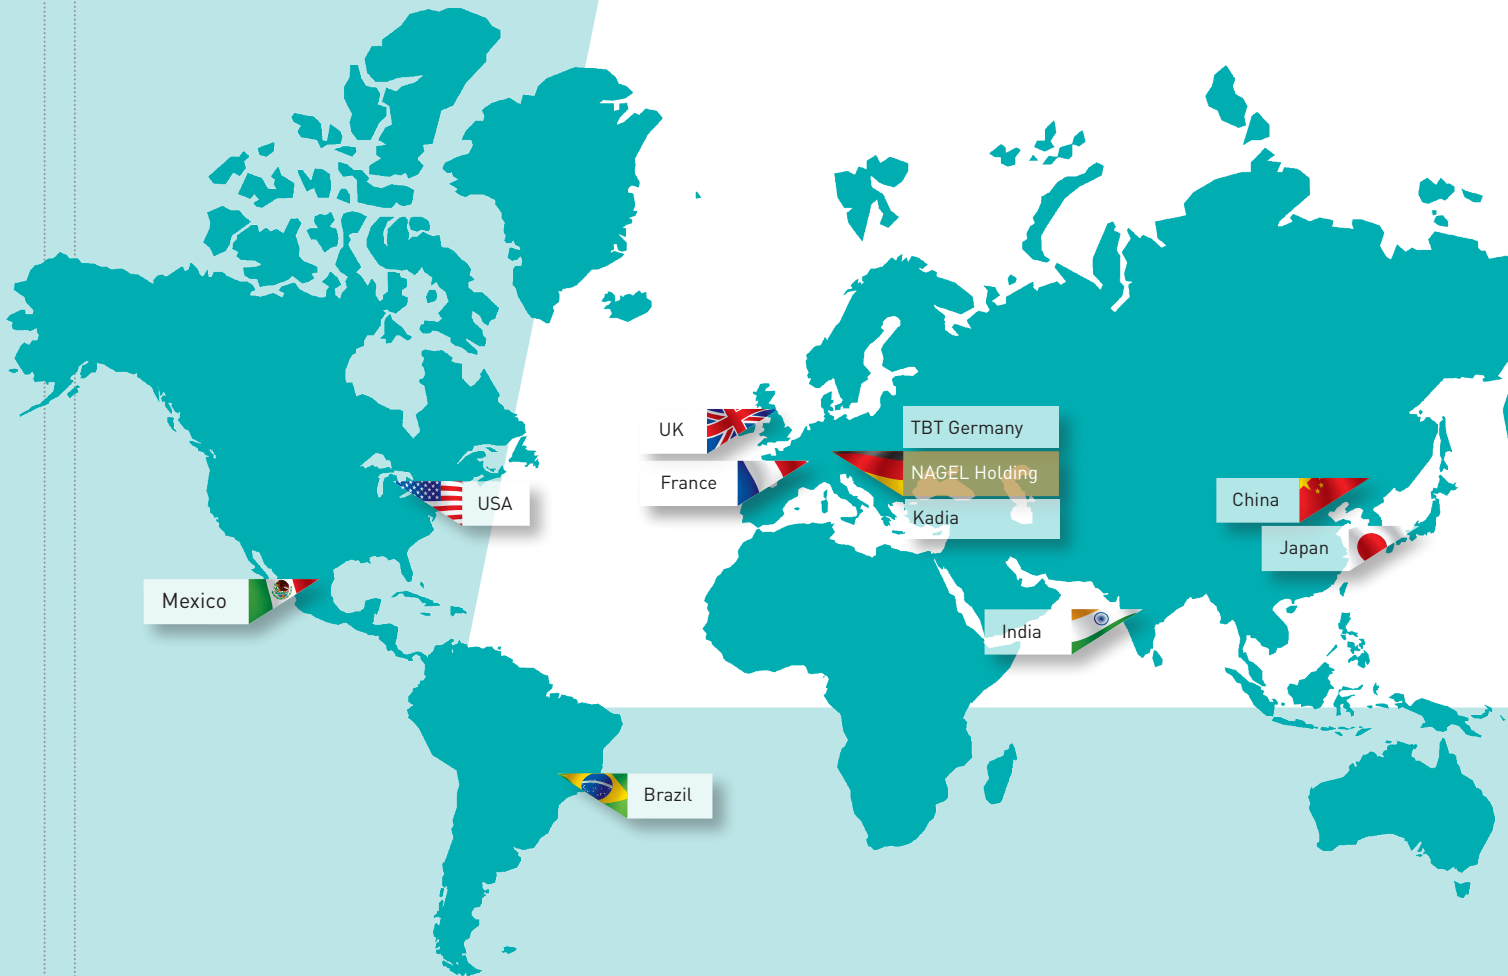 UK
TBT Germany
NAGEL Holding
France
Kadia
USA
China
Japan
Mexico
India
Brazil